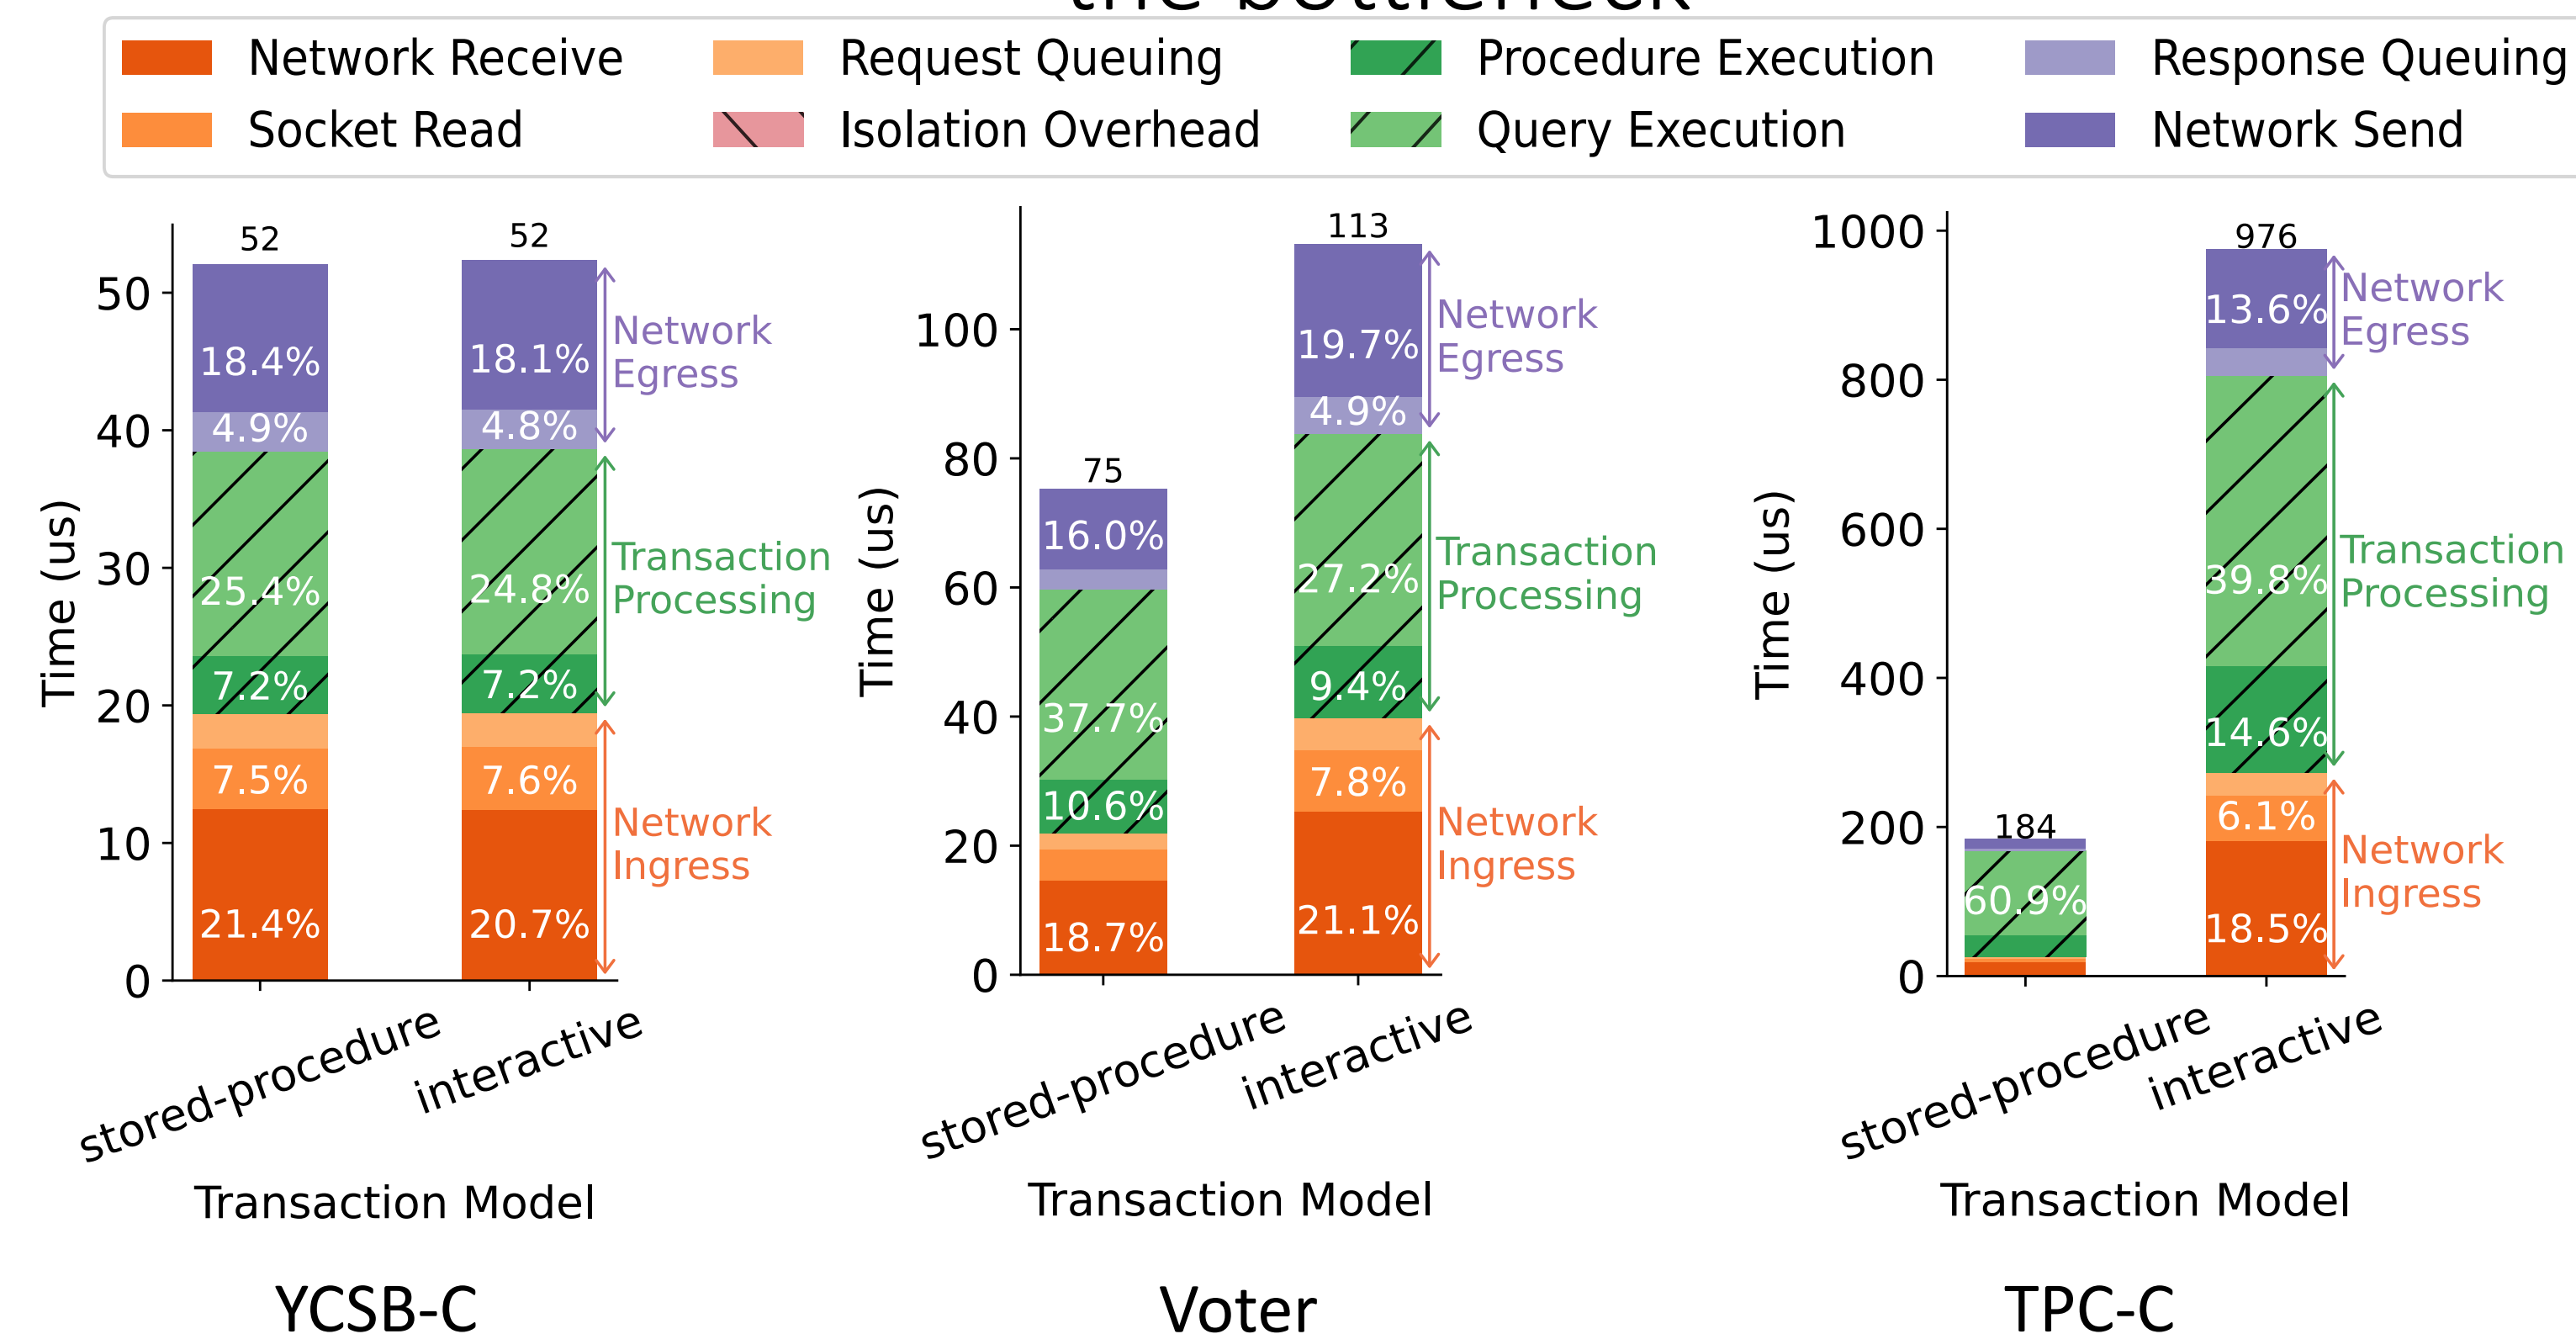 the bottleneck
Network Receive
Request Queuing
Procedure Execution
Response Queuing
Socket Read
Isolation Overhead
Query Execution
Network Send
52
52
50
40
30
20
10
0
Time (us)
18.4%
4.9%
25.4%
7.2%
7.5%
21.4%
18.1%
4.8%
24.8%
7.2%
7.6%
20.7%
Network
Egress
Transaction
Processing
Network
Ingress
stored-procedure
interactive
Transaction Model
YCSB-C
75
113
100
80
60
40
20
0
Time (us)
16.0%
37.7%
10.6%
18.7%
19.7%
4.9%
27.2%
9.4%
7.8%
21.1%
Network
Egress
Transaction
Processing
Network
Ingress
stored-procedure
interactive
Transaction Model
Voter
184
976
1000
800
600
400
200
0
Time (us)
60.9%
13.6%
39.8%
14.6%
6.1%
18.5%
Network
Egress
Transaction
Processing
Network
Ingress
stored-procedure
interactive
Transaction Model
TPC-C